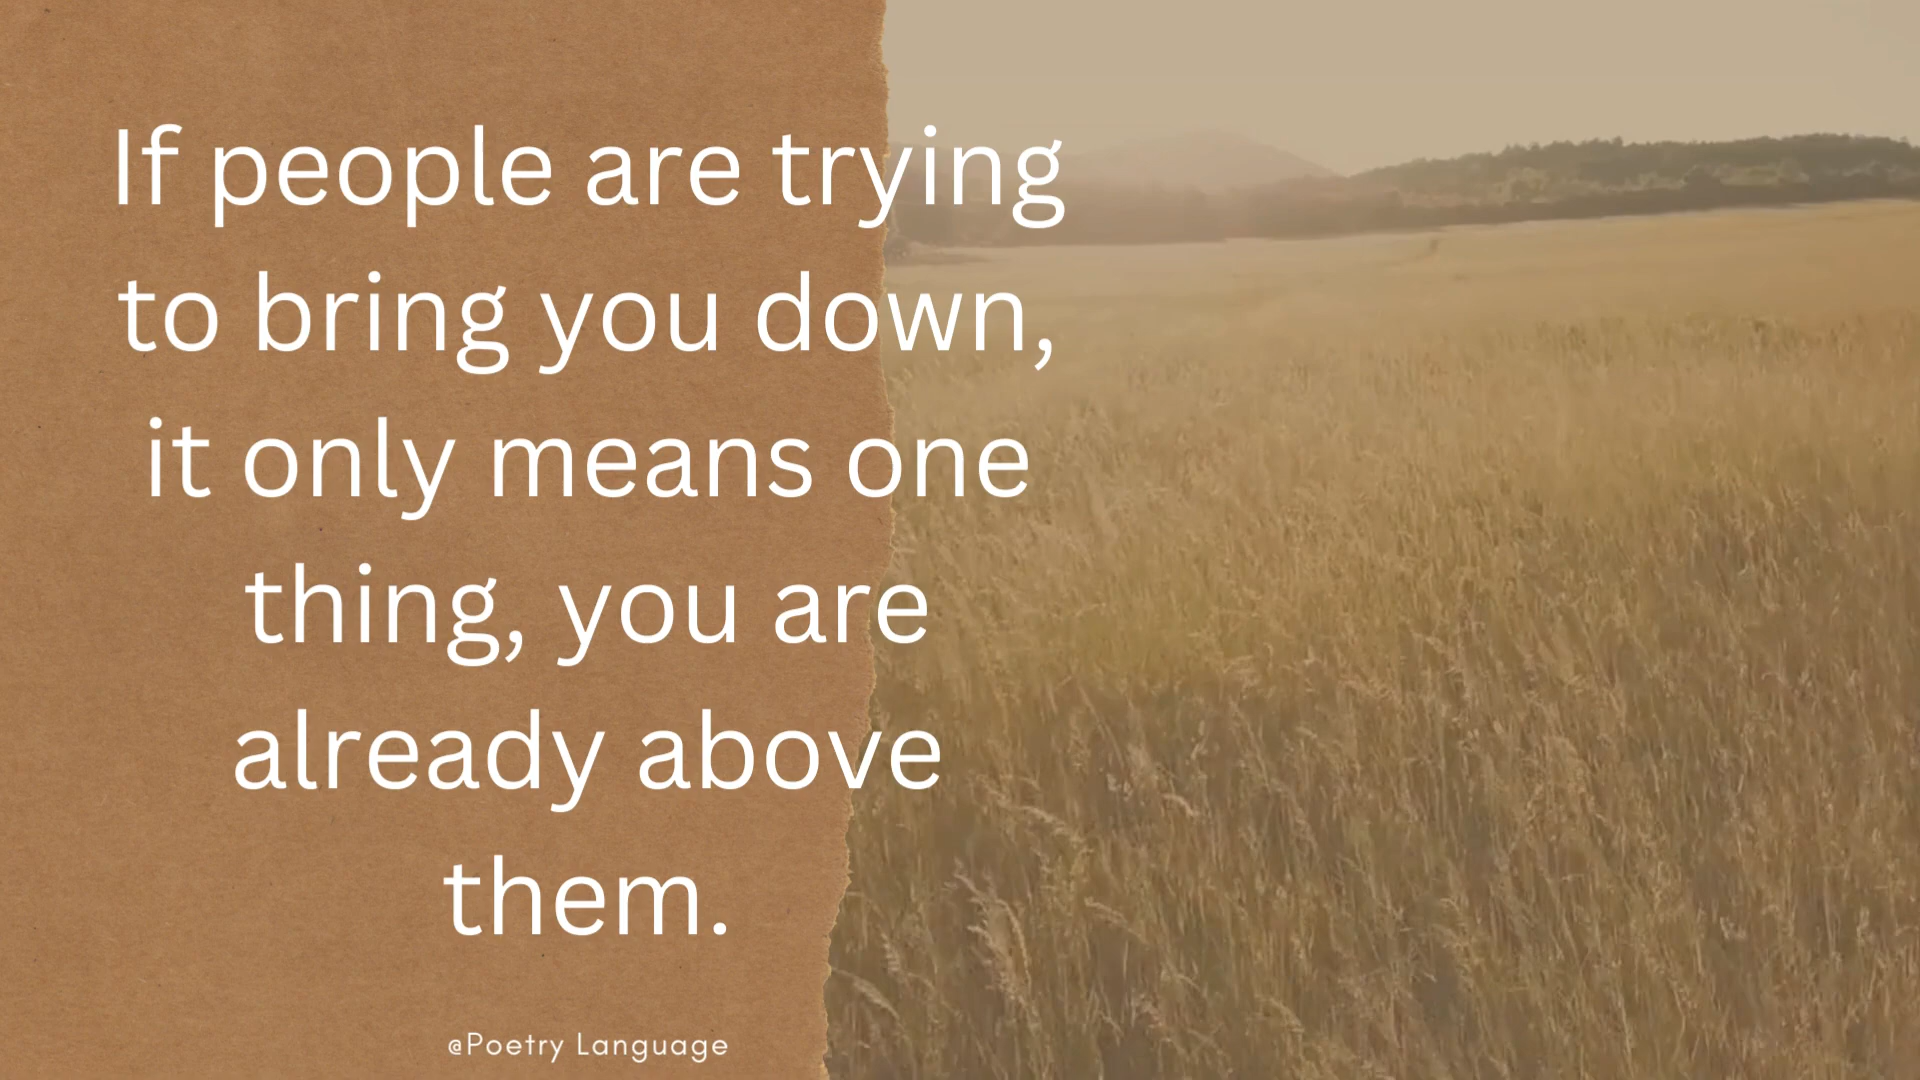 If people are trying
to bring you down,
it only means one
thing, you are
already above
them.
@Poetry Language